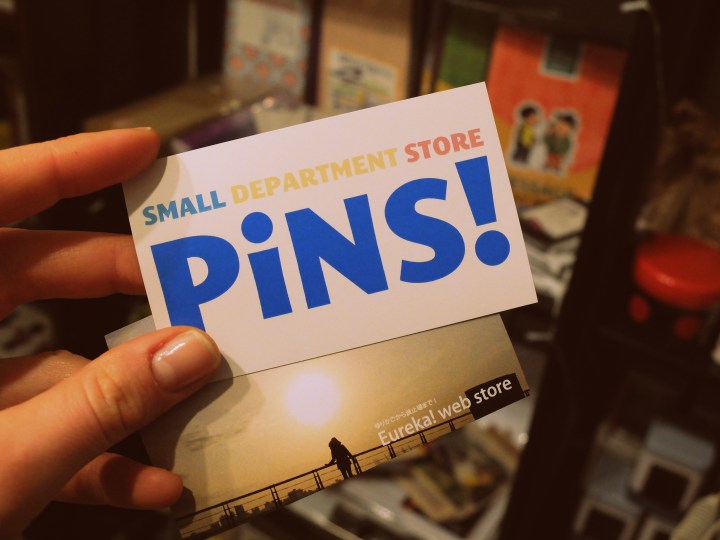 SMALL DEPARTMENT STORE
PiNS!
Eureka! web store